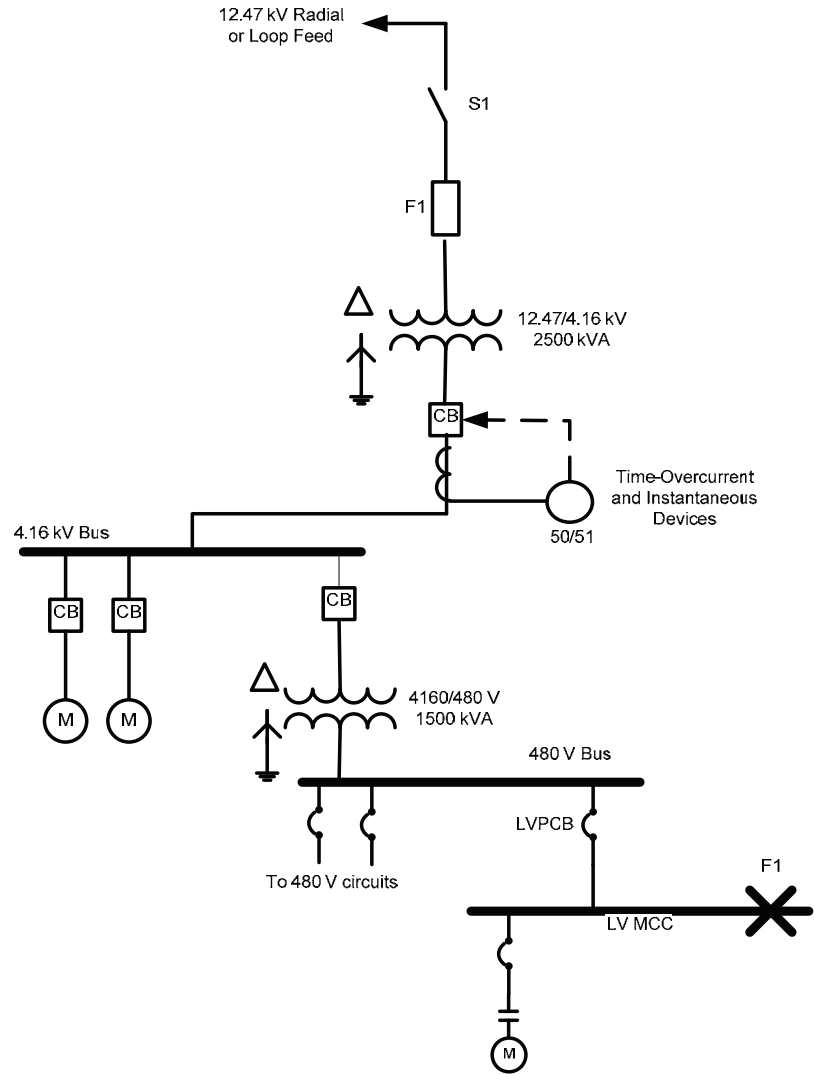 12.47 kV Radial
or Loop Feed
S1
F1
12.47/4.16 kV
2500 kVA
CB
Time-Overcurrent
and Instantaneous
Devices
50/51
4.16 kV Bus
CB
CB
CB
M
M
4160/480 V
1500 kVA
480 V Bus
LVPCB
To 480 V circuits
F1
LV MCC
M